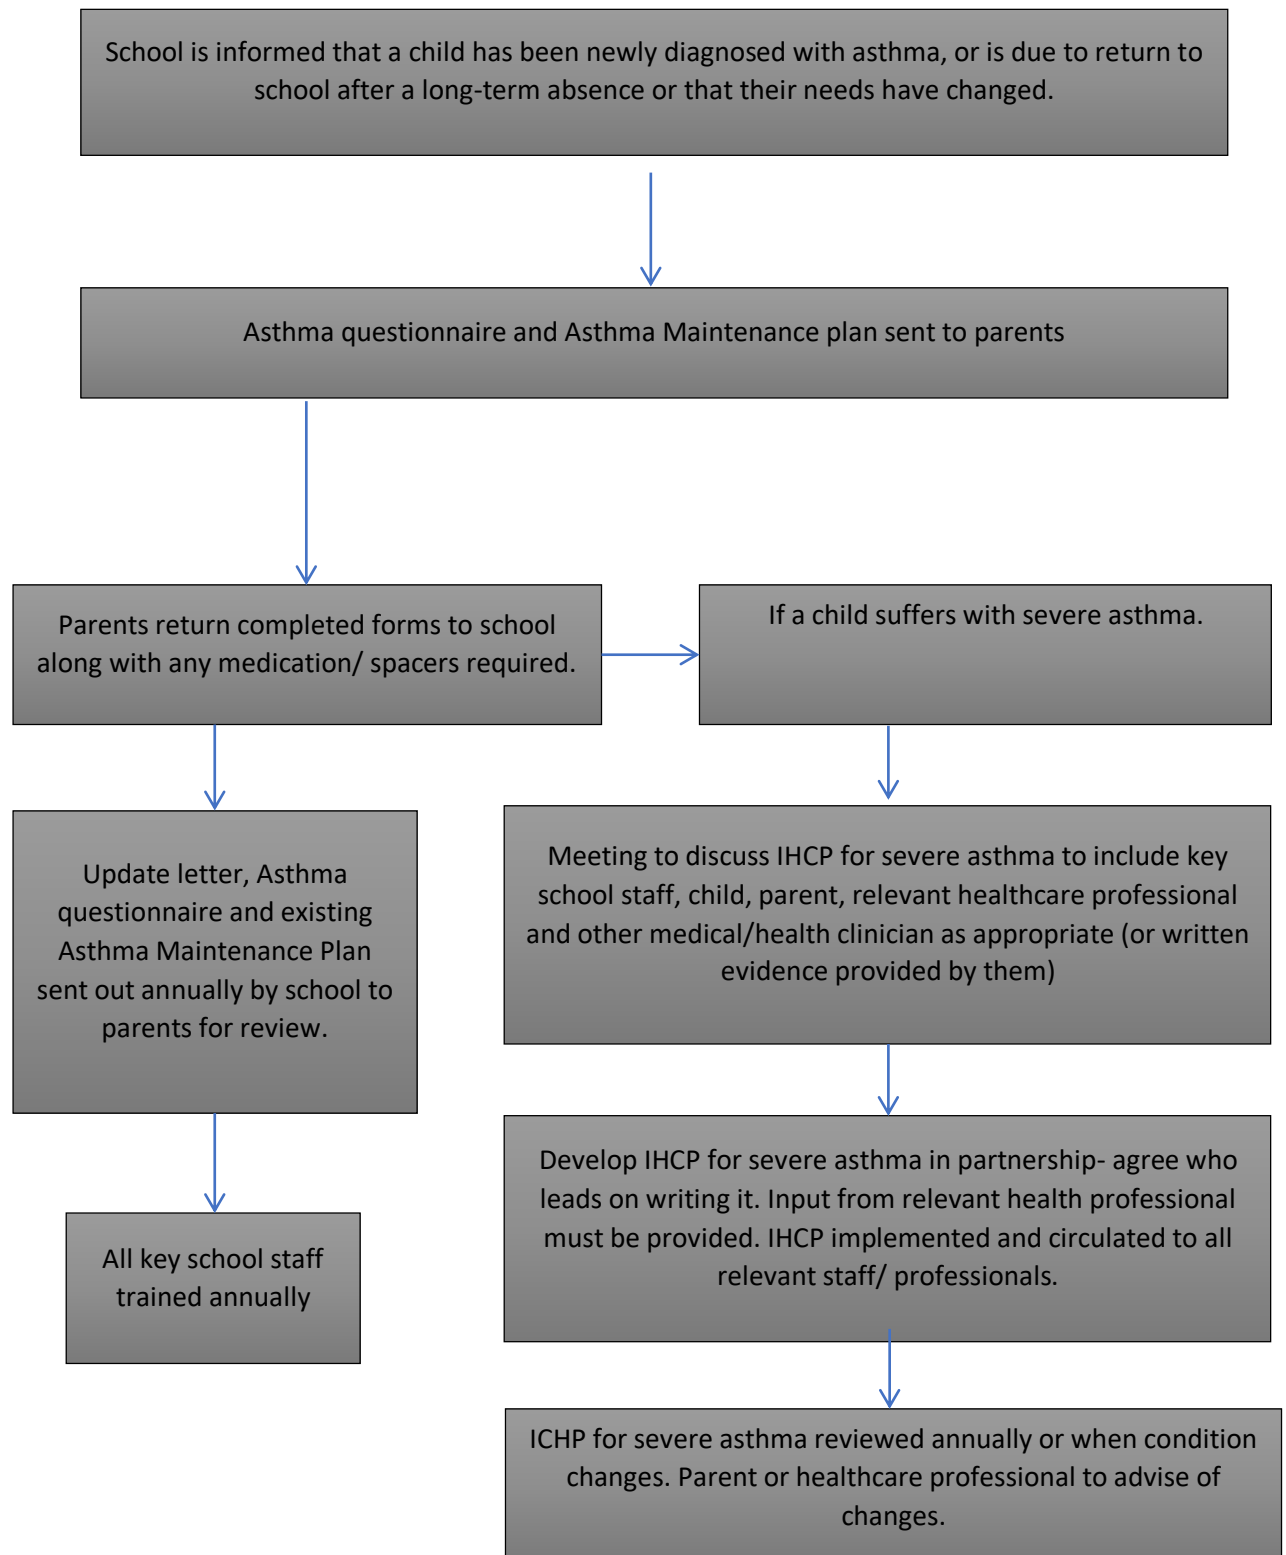 School is informed that a child has been newly diagnosed with asthma, or is due to return to
school after a long-term absence or that their needs have changed.
Asthma questionnaire and Asthma Maintenance plan sent to parents
Parents return completed forms to school
along with any medication/ spacers required.
If a child suffers with severe asthma.
Update letter, Asthma
questionnaire and existing
Asthma Maintenance Plan
sent out annually by school to
parents for review.
All key school staff
trained annually
Meeting to discuss IHCP for severe asthma to include key
school staff, child, parent, relevant healthcare professional
and other medical/health clinician as appropriate (or written
evidence provided by them)
Develop IHCP for severe asthma in partnership- agree who
leads on writing it. Input from relevant health professional
must be provided. IHCP implemented and circulated to all
relevant staff/ professionals.
ICHP for severe asthma reviewed annually or when condition
changes. Parent or healthcare professional to advise of
changes.